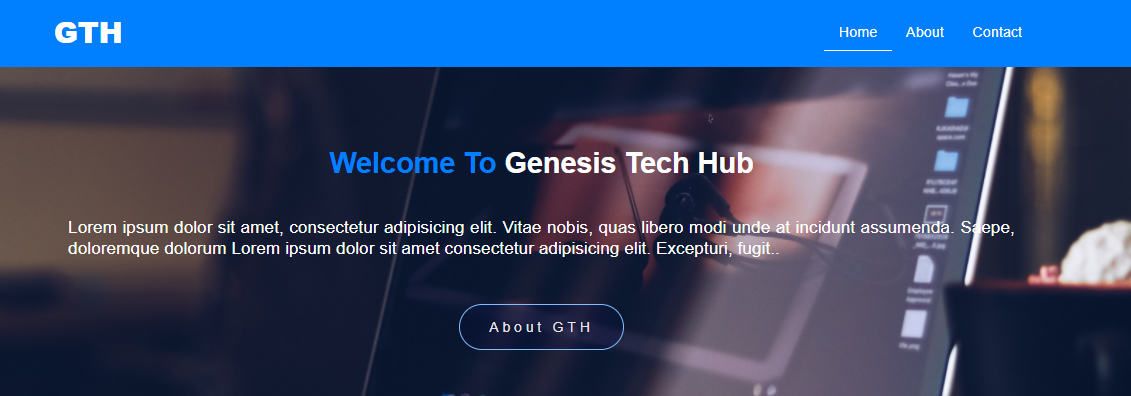 GTH
Home About Contact
Welcome To Genesis Tech Hub
Lorem ipsum dolor sit amet, consectetur adipisicing elit. Vitae nobis, quas libero modi unde at incidunt assumenda. Saepe,
doloremque dolorum Lorem ipsum dolor sit amet consectetur adipisicing elit. Excepturi, fugit..
About GTH